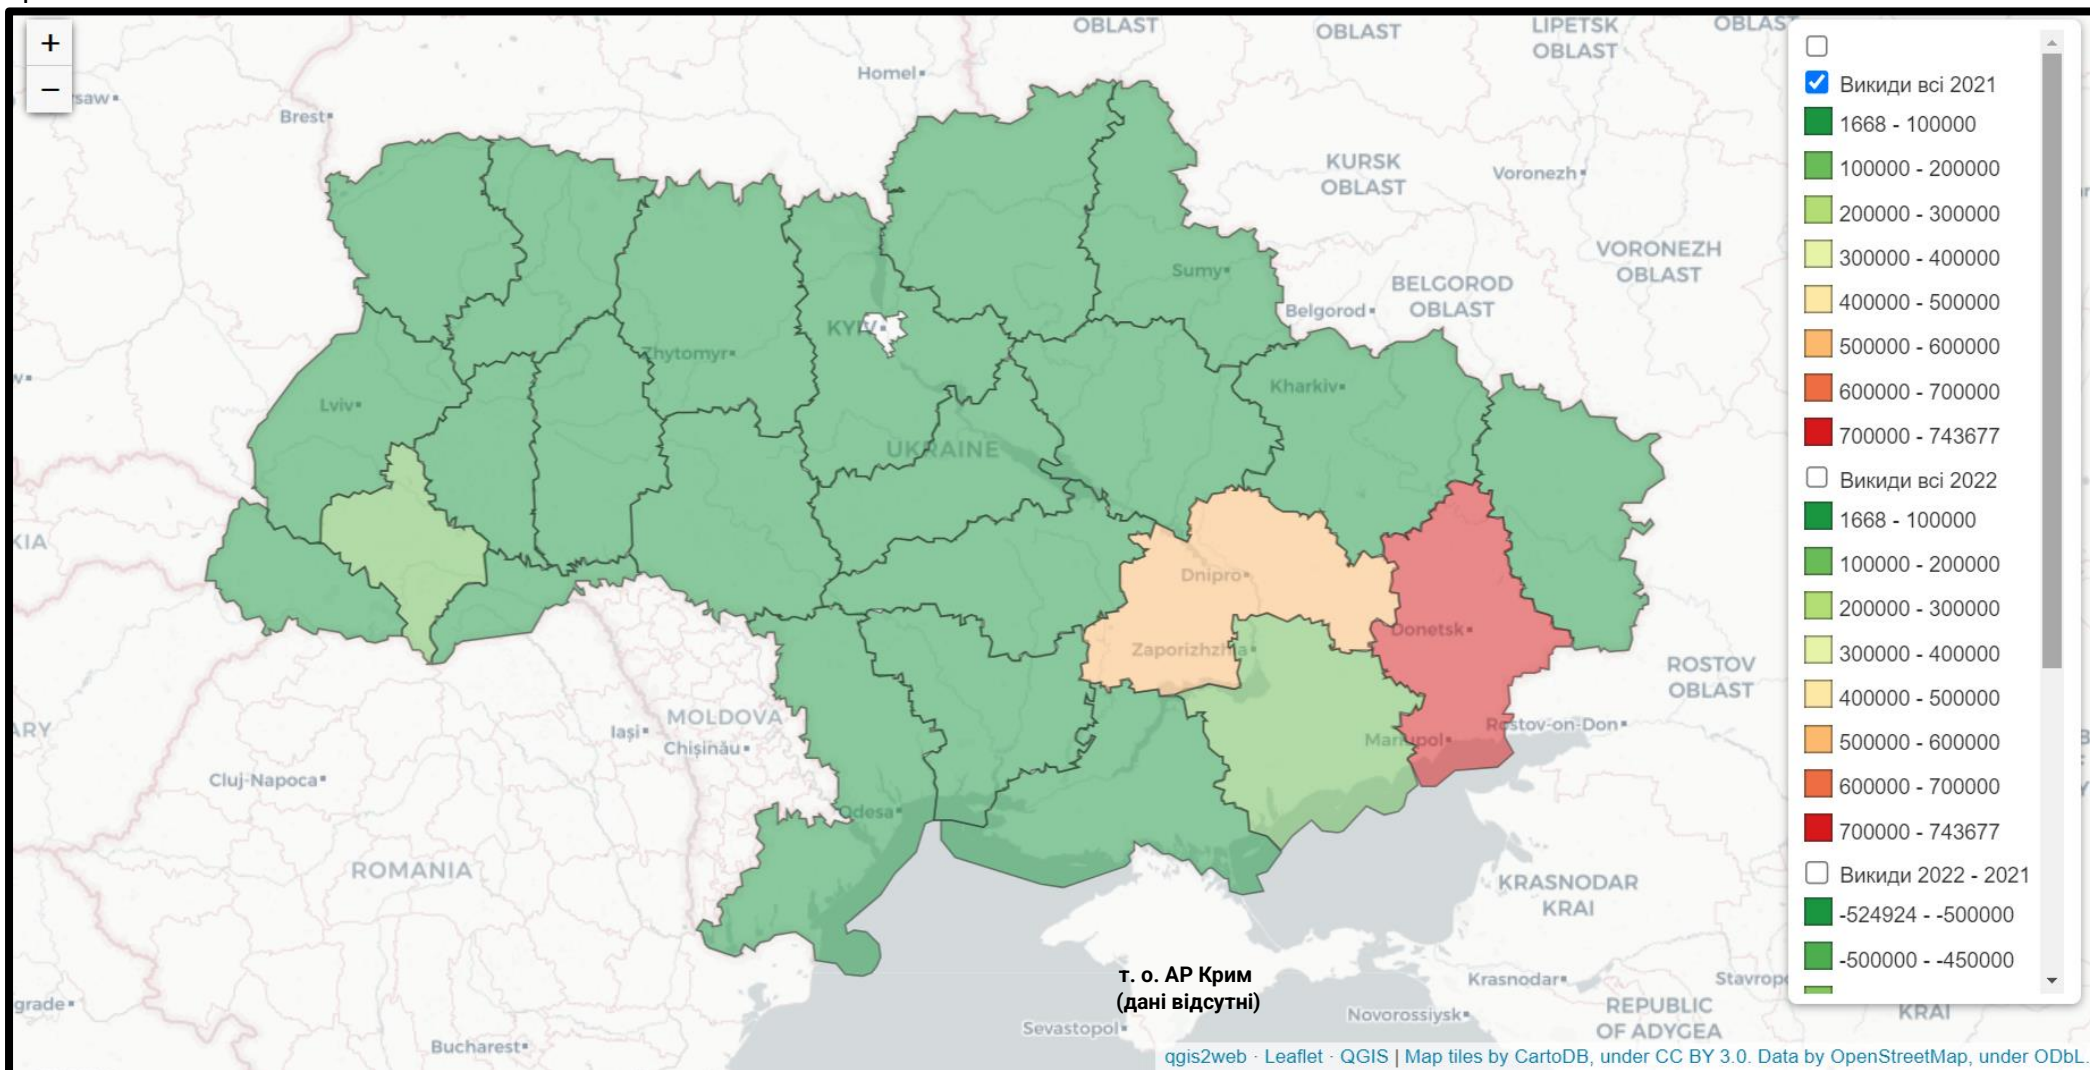 +
−
Brest
Homel
OBLAST
OBLAST
LIPETSK
OBLAST
KURSK
OBLAST
Voronezh
VORONEZH
OBLAST
Sumy
BELGOROD
OBLAST
Belgorod
KYIV
Zhytomyr
Lviv
Kharkiv
UKRAINE
Dnipro
Donetsk
Zaporizhzhia
ROSTOV
OBLAST
MOLDOVA
Iași
Chișinău
Rostov-on-Don
Mariupol
Cluj-Napoca
Odesa
ROMANIA
KRASNODAR
KRAI
т. о. АР Крим
(дані відсутні)
Krasnodar
Sevastopol
Novorossiysk
REPUBLIC
OF ADYGEA
KRAI
Bucharest
Викиди всі 2021
1668 - 100000
100000 - 200000
200000 - 300000
300000 - 400000
400000 - 500000
500000 - 600000
600000 - 700000
700000 - 743677
Викиди всі 2022
1668 - 100000
100000 - 200000
200000 - 300000
300000 - 400000
400000 - 500000
500000 - 600000
600000 - 700000
700000 - 743677
Викиди 2022 - 2021
-524924 - -500000
-500000 - -450000
qgis2web · Leaflet · QGIS | Map tiles by CartoDB, under CC BY 3.0. Data by OpenStreetMap, under ODbL.